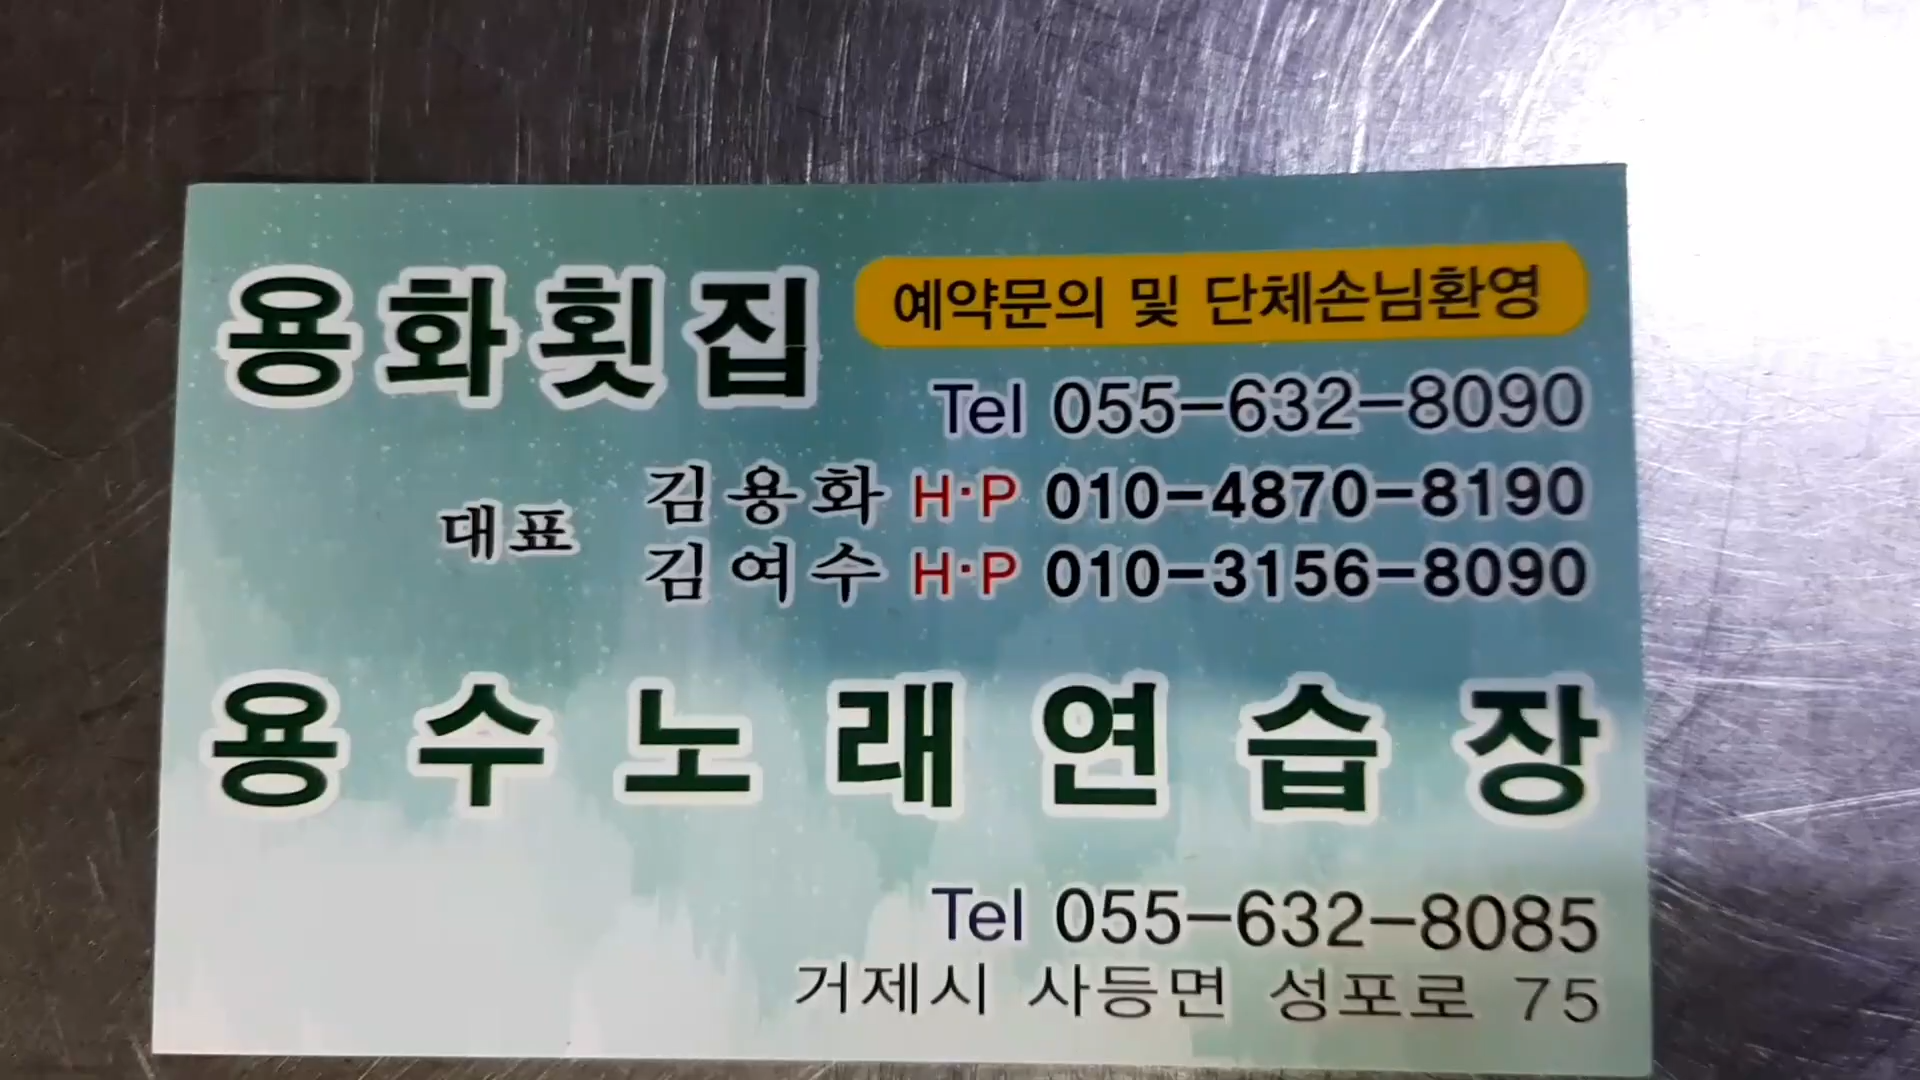 용화횟집
예약문의 및 단체손님환영
Tel 055-632-8090
대표
김용화 H·P 010-4870-8190
김여수 H·P 010-3156-8090
용수노래연습장
Tel 055-632-8085
거제시 사등면 성포로 75